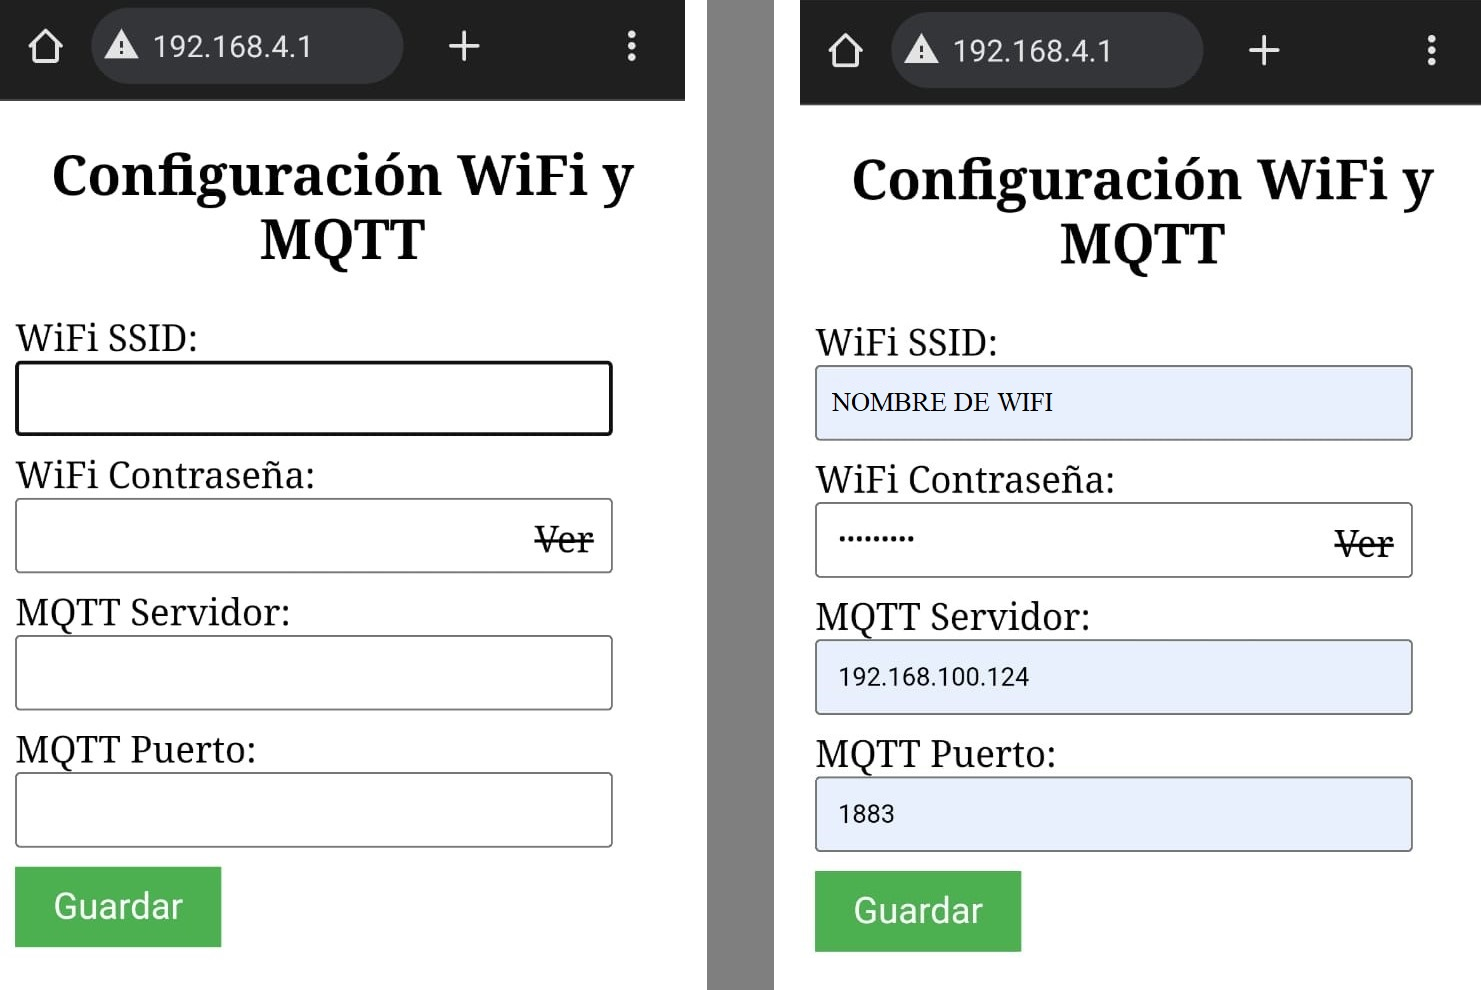 192.168.4.1
Configuración WiFi y
MQTT
WiFi SSID:
WiFi Contraseña:
Ver
MQTT Servidor:
MQTT Puerto:
Guardar
192.168.4.1
Configuración WiFi y
MQTT
WiFi SSID:
NOMBRE DE WIFI
WiFi Contraseña:
•••••••••
Ver
MQTT Servidor:
192.168.100.124
MQTT Puerto:
1883
Guardar